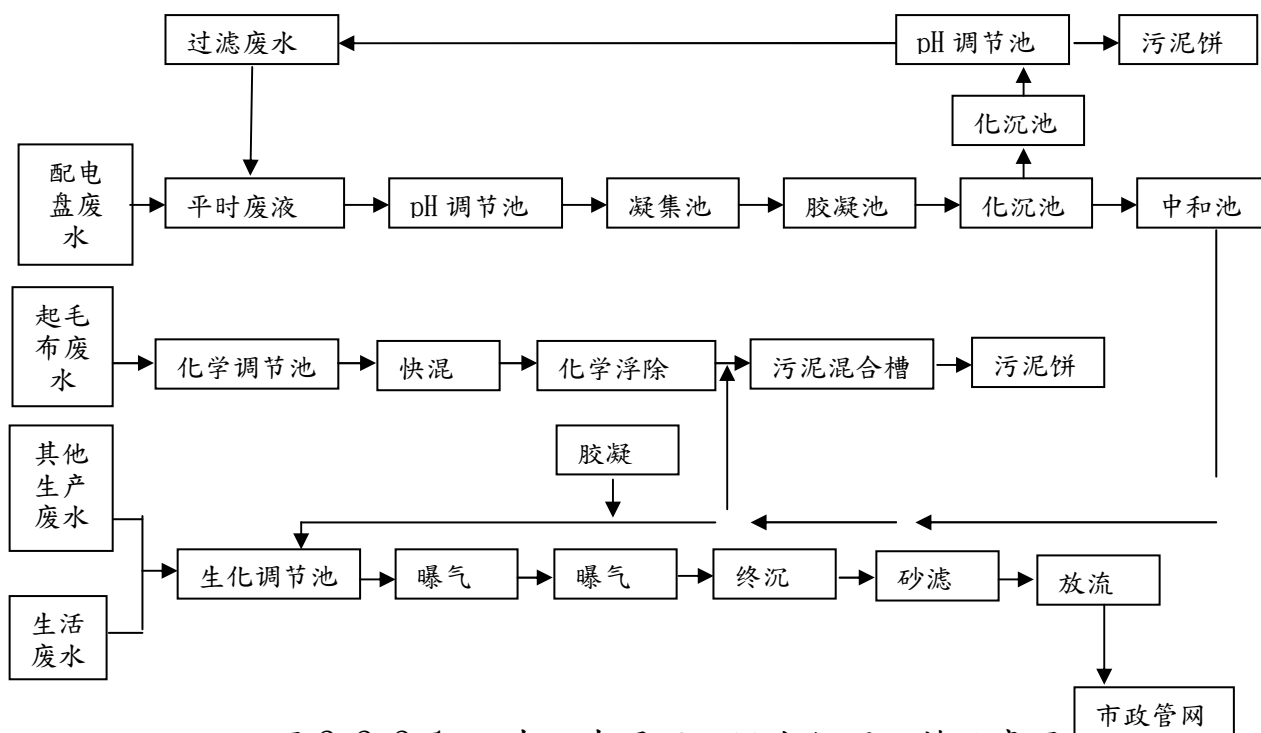 过滤废水
pH 调节池
污泥饼
化沉池
配电
盘废
水
平时废液
pH 调节池
凝集池
胶凝池
化沉池
中和池
起毛
布废
水
化学调节池
快混
化学浮除
污泥混合槽
污泥饼
其他
生产
废水
胶凝
生化调节池
曝气
曝气
终沉
砂滤
放流
生活
废水
市政管网